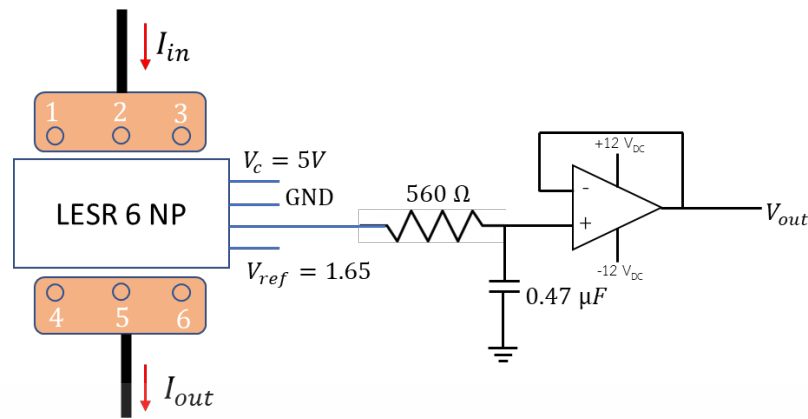 I_in
1 2 3
V_c = 5V
GND
LESR 6 NP
V_ref = 1.65
4 5 6
I_out
560 Ω
0.47 μF
+12 V_DC
-
+
-12 V_DC
V_out